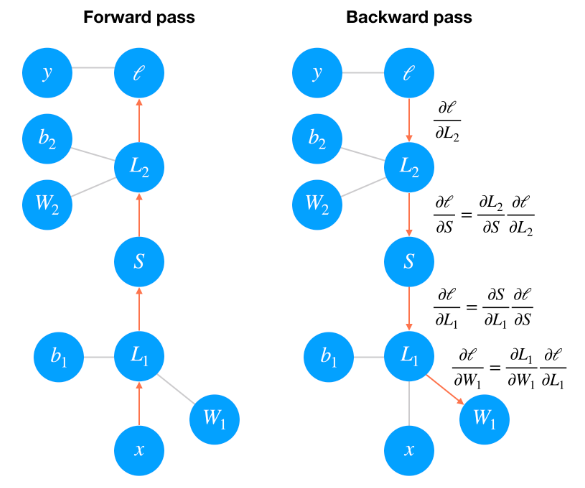 Forward pass
y ℓ
b₂
L₂
W₂
S
b₁ L₁
W₁
x
Backward pass
y ℓ
∂ℓ/∂L₂
b₂
L₂
W₂
∂ℓ/∂S = ∂L₂/∂S ∂ℓ/∂L₂
S
∂ℓ/∂L₁ = ∂S/∂L₁ ∂ℓ/∂S
b₁ L₁
∂ℓ/∂W₁ = ∂L₁/∂W₁ ∂ℓ/∂L₁
W₁
x